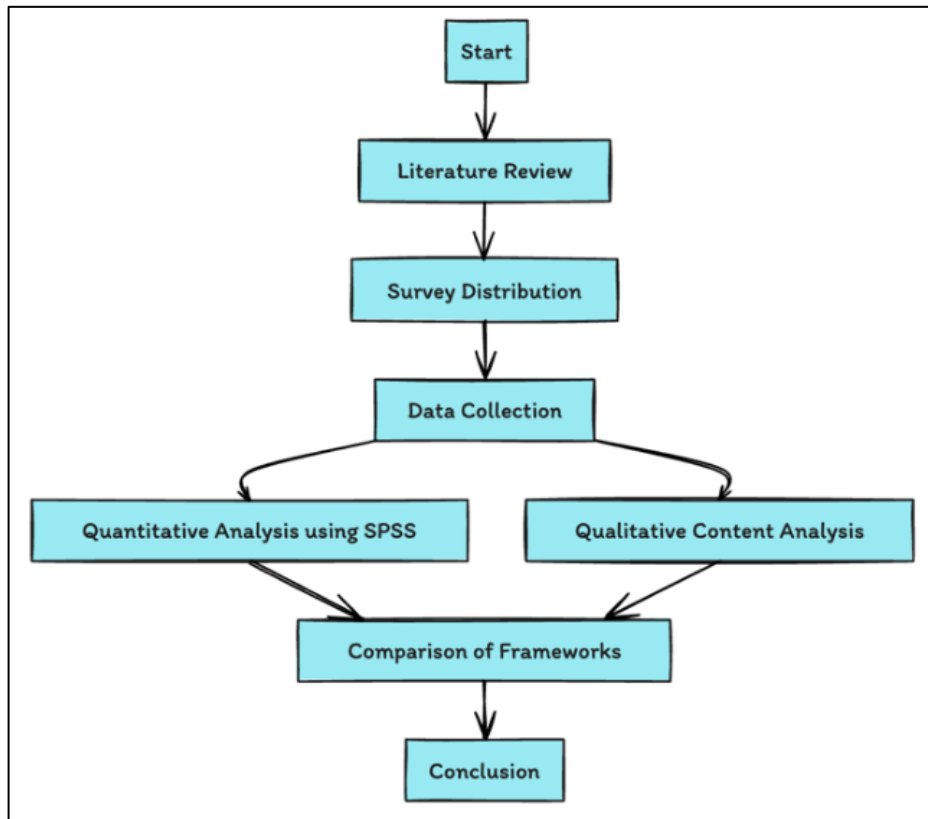 Start
Literature Review
Survey Distribution
Data Collection
Quantitative Analysis using SPSS
Qualitative Content Analysis
Comparison of Frameworks
Conclusion